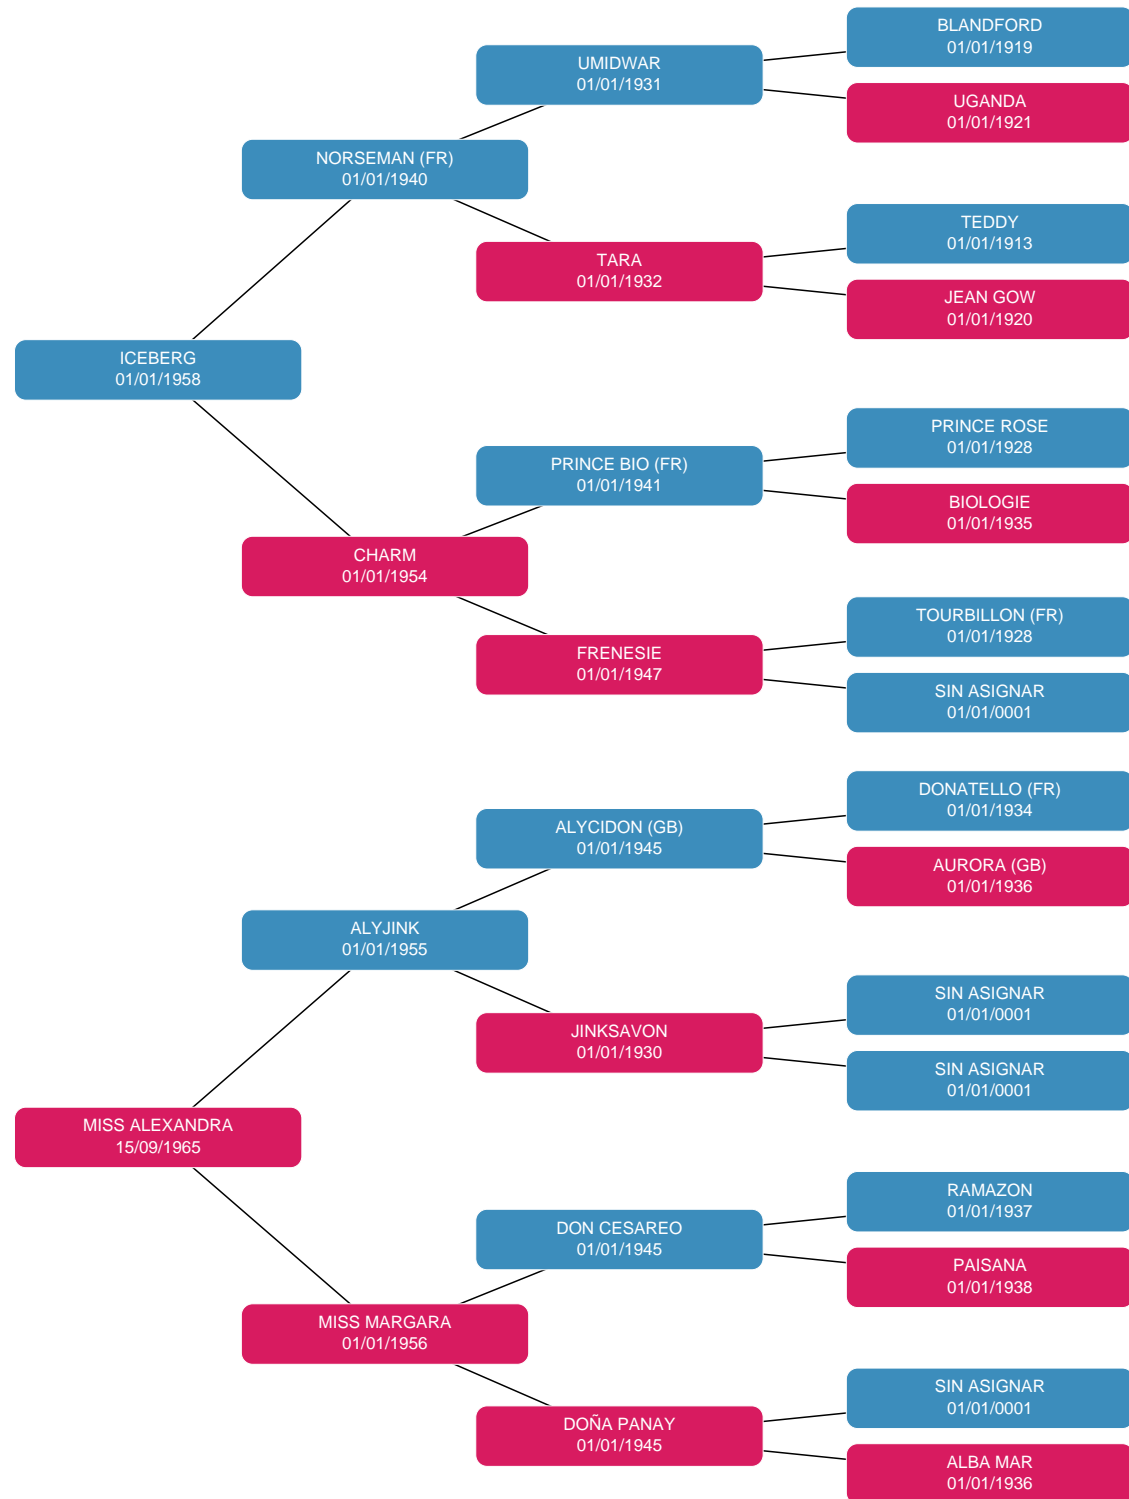 BLANDFORD
01/01/1919
UMIDWAR
01/01/1931
UGANDA
01/01/1921
NORSEMAN (FR)
01/01/1940
TEDDY
01/01/1913
TARA
01/01/1932
JEAN GOW
01/01/1920
ICEBERG
01/01/1958
PRINCE ROSE
01/01/1928
PRINCE BIO (FR)
01/01/1941
BIOLOGIE
01/01/1935
CHARM
01/01/1954
TOURBILLON (FR)
01/01/1928
FRENESIE
01/01/1947
SIN ASIGNAR
01/01/0001
DONATELLO (FR)
01/01/1934
ALYCIDON (GB)
01/01/1945
AURORA (GB)
01/01/1936
ALYJINK
01/01/1955
SIN ASIGNAR
01/01/0001
JINKSAVON
01/01/1930
SIN ASIGNAR
01/01/0001
MISS ALEXANDRA
15/09/1965
RAMAZON
01/01/1937
DON CESAREO
01/01/1945
PAISANA
01/01/1938
MISS MARGARA
01/01/1956
SIN ASIGNAR
01/01/0001
DOÑA PANAY
01/01/1945
ALBA MAR
01/01/1936